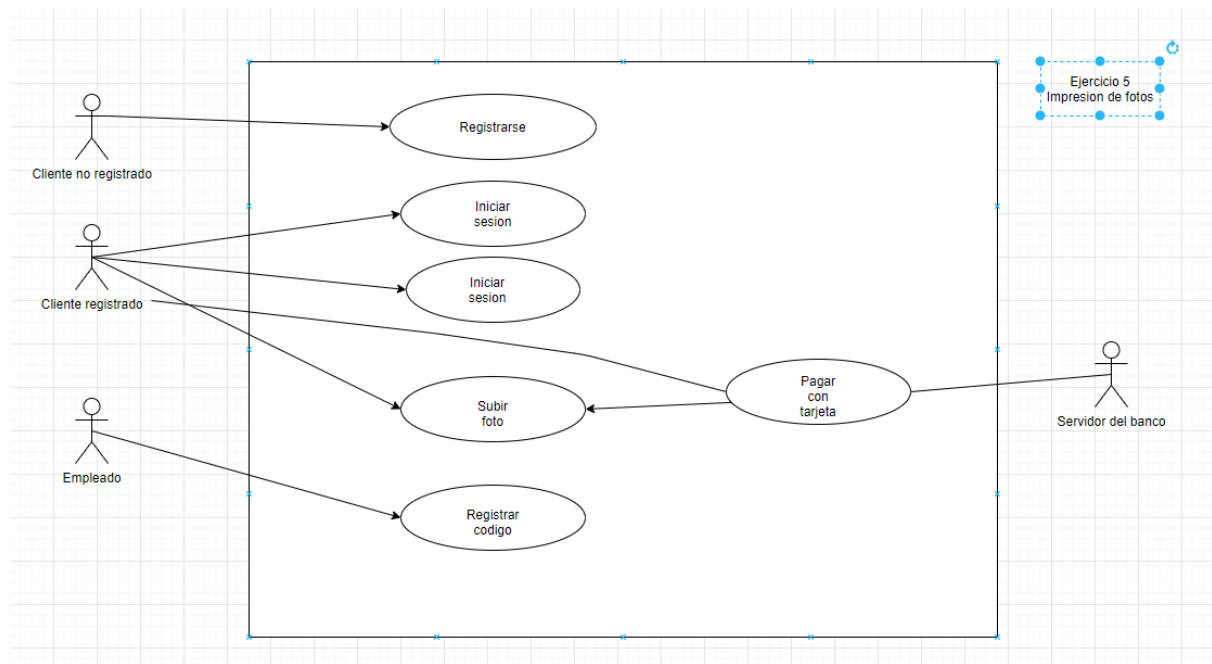 Ejercicio 5
Impresion de fotos
Registrarse
Cliente no registrado
Iniciar
sesion
Iniciar
sesion
Cliente registrado
Pagar
con
tarjeta
Subir
foto
Servidor del banco
Empleado
Registrar
codigo